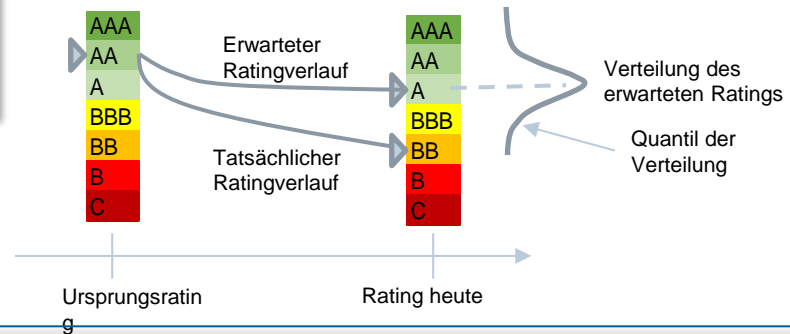 AAA
AA
A
BBB
BB
B
C
Erwarteter
Ratingverlauf
Tatsächlicher
Ratingverlauf
AAA
AA
A
BBB
BB
B
C
Verteilung des
erwarteten Ratings
Quantil der
Verteilung
Ursprungsratin
g
Rating heute